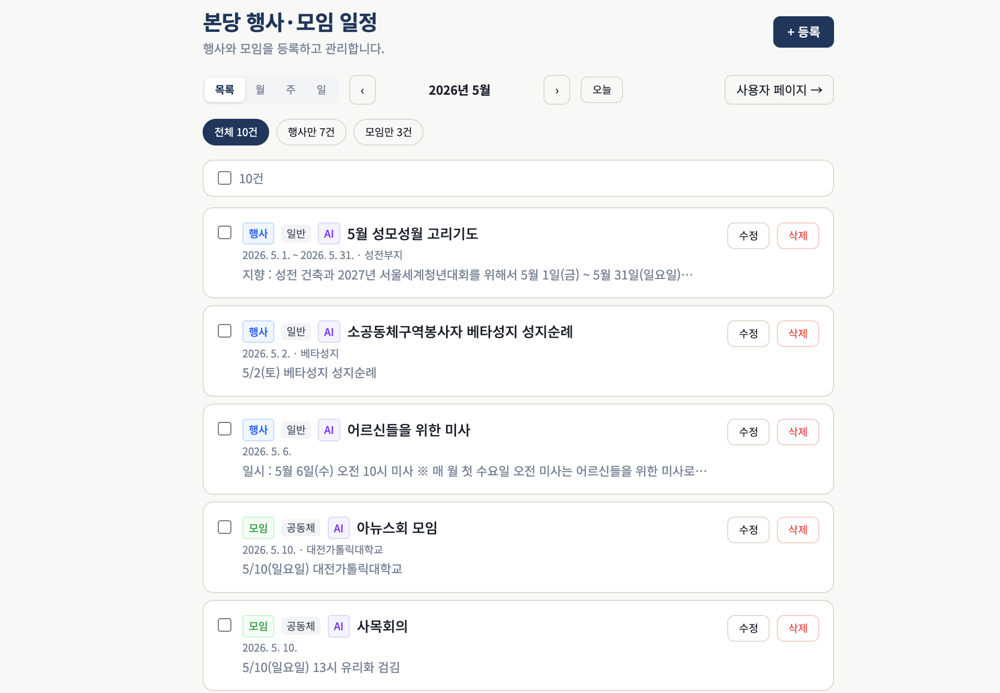 본당 행사·모임 일정
행사와 모임을 등록하고 관리합니다.
+ 등록
목록 월 주 일 ‹ 2026년 5월 › 오늘 사용자 페이지 →
전체 10건 행사만 7건 모임만 3건
10건
행사 일반 AI 5월 성모성월 고리기도 수정 삭제
2026. 5. 1. ~ 2026. 5. 31. · 성전부지
지향 : 성전 건축과 2027년 서울세계청년대회를 위해서 5월 1일(금) ~ 5월 31일(일요일)…
행사 일반 AI 소공동체구역봉사자 베타성지 성지순례 수정 삭제
2026. 5. 2. · 베타성지
5/2(토) 베타성지 성지순례
행사 일반 AI 어르신들을 위한 미사 수정 삭제
2026. 5. 6.
일시 : 5월 6일(수) 오전 10시 미사 ※ 매 월 첫 수요일 오전 미사는 어르신들을 위한 미사로…
모임 공동체 AI 아뉴스회 모임 수정 삭제
2026. 5. 10. · 대전가톨릭대학교
5/10(일요일) 대전가톨릭대학교
모임 공동체 AI 사목회의 수정 삭제
2026. 5. 10.
5/10(일요일) 13시 유리화 검김